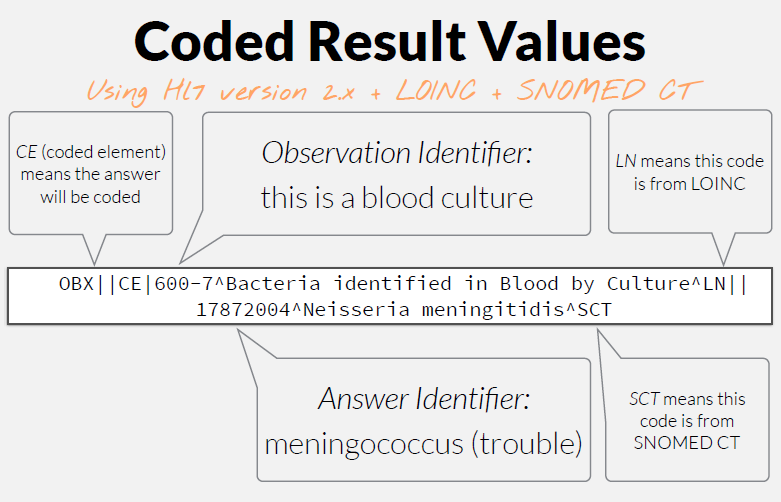 Coded Result Values
Using HL7 version 2.x + LOINC + SNOMED CT
CE (coded element)
means the answer
will be coded
Observation Identifier:
this is a blood culture
LN means this code
is from LOINC
OBX||CE|600-7^Bacteria identified in Blood by Culture^LN||
17872004^Neisseria meningitidis^SCT
Answer Identifier:
meningococcus (trouble)
SCT means this
code is from
SNOMED CT